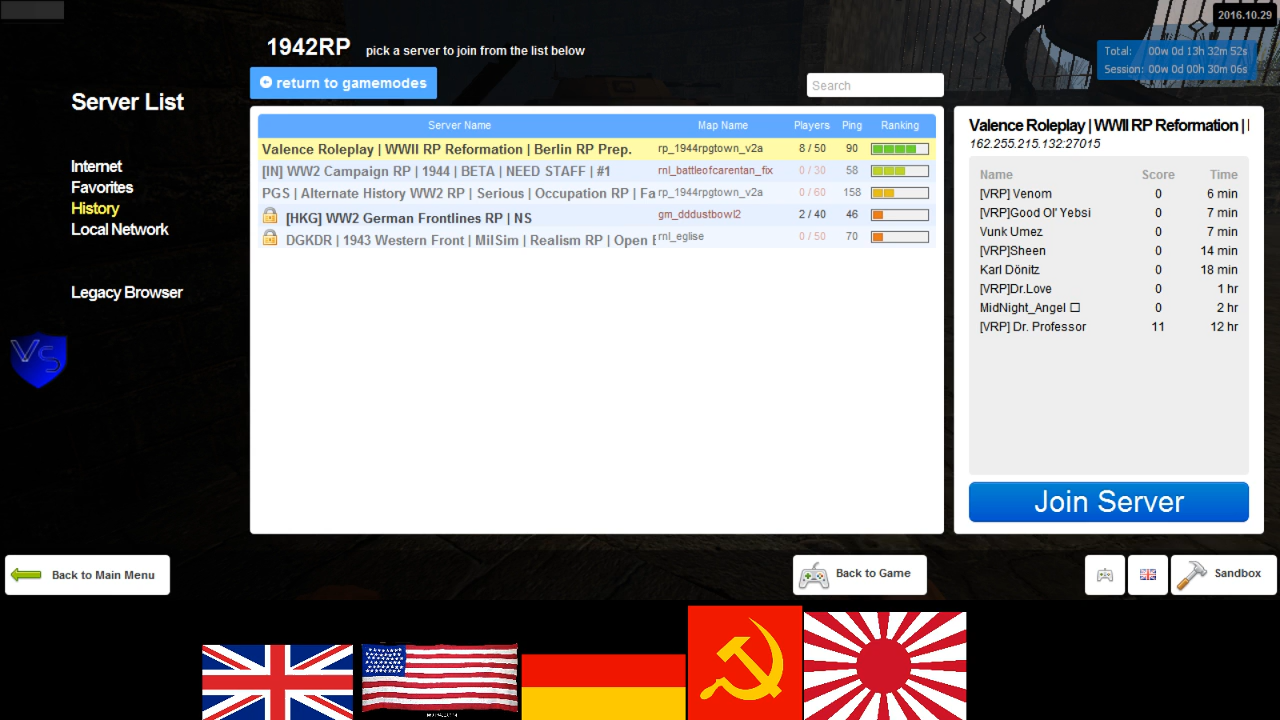 2016.10.29
1942RP pick a server to join from the list below
Total: 00w 0d 13h 32m 52s
Session: 00w 0d 00h 30m 06s
return to gamemodes
Search
Server List
Internet
Favorites
History
Local Network
Legacy Browser
VS
Server Name Map Name Players Ping Ranking
Valence Roleplay | WWII RP Reformation | Berlin RP Prep. rp_1944rpgtown_v2a 8 / 50 90
[IN] WW2 Campaign RP | 1944 | BETA | NEED STAFF | #1 rnl_battleofcarentan_fix 0 / 30 58
PGS | Alternate History WW2 RP | Serious | Occupation RP | Fa rp_1944rpgtown_v2a 0 / 60 158
[HKG] WW2 German Frontlines RP | NS gm_dddustbowl2 2 / 40 46
DGKDR | 1943 Western Front | MilSim | Realism RP | Open rnl_eglise 0 / 50 70
Valence Roleplay | WWII RP Reformation |
162.255.215.132:27015
Name Score Time
[VRP] Venom 0 6 min
[VRP]Good Ol' Yebsi 0 7 min
Vunk Umez 0 7 min
[VRP]Sheen 0 14 min
Karl Dönitz 0 18 min
[VRP]Dr.Love 0 1 hr
MidNight_Angel □ 0 2 hr
[VRP] Dr. Professor 11 12 hr
Join Server
Back to Main Menu
Back to Game
Sandbox